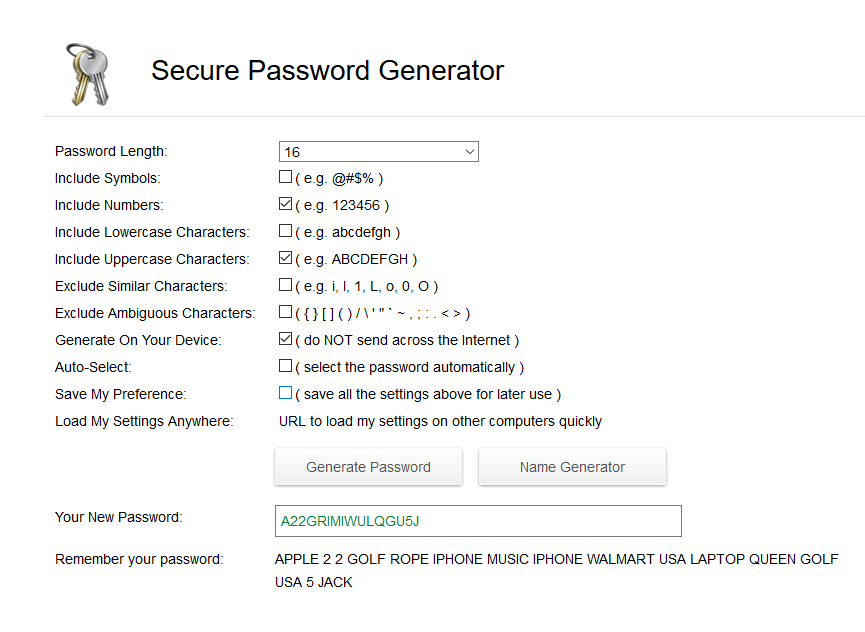 Secure Password Generator
Password Length: 16
Include Symbols: ( e.g. @#$% )
Include Numbers: ( e.g. 123456 )
Include Lowercase Characters: ( e.g. abcdefgh )
Include Uppercase Characters: ( e.g. ABCDEFGH )
Exclude Similar Characters: ( e.g. i, l, 1, L, o, 0, O )
Exclude Ambiguous Characters: ( { } [ ] ( ) / \ ' " ` ~ , ; : . < > )
Generate On Your Device: ( do NOT send across the Internet )
Auto-Select: ( select the password automatically )
Save My Preference: ( save all the settings above for later use )
Load My Settings Anywhere: URL to load my settings on other computers quickly
Generate Password Name Generator
Your New Password: A22GRIMIWULQGU5J
Remember your password: APPLE 2 2 GOLF ROPE IPHONE MUSIC IPHONE WALMART USA LAPTOP QUEEN GOLF
USA 5 JACK